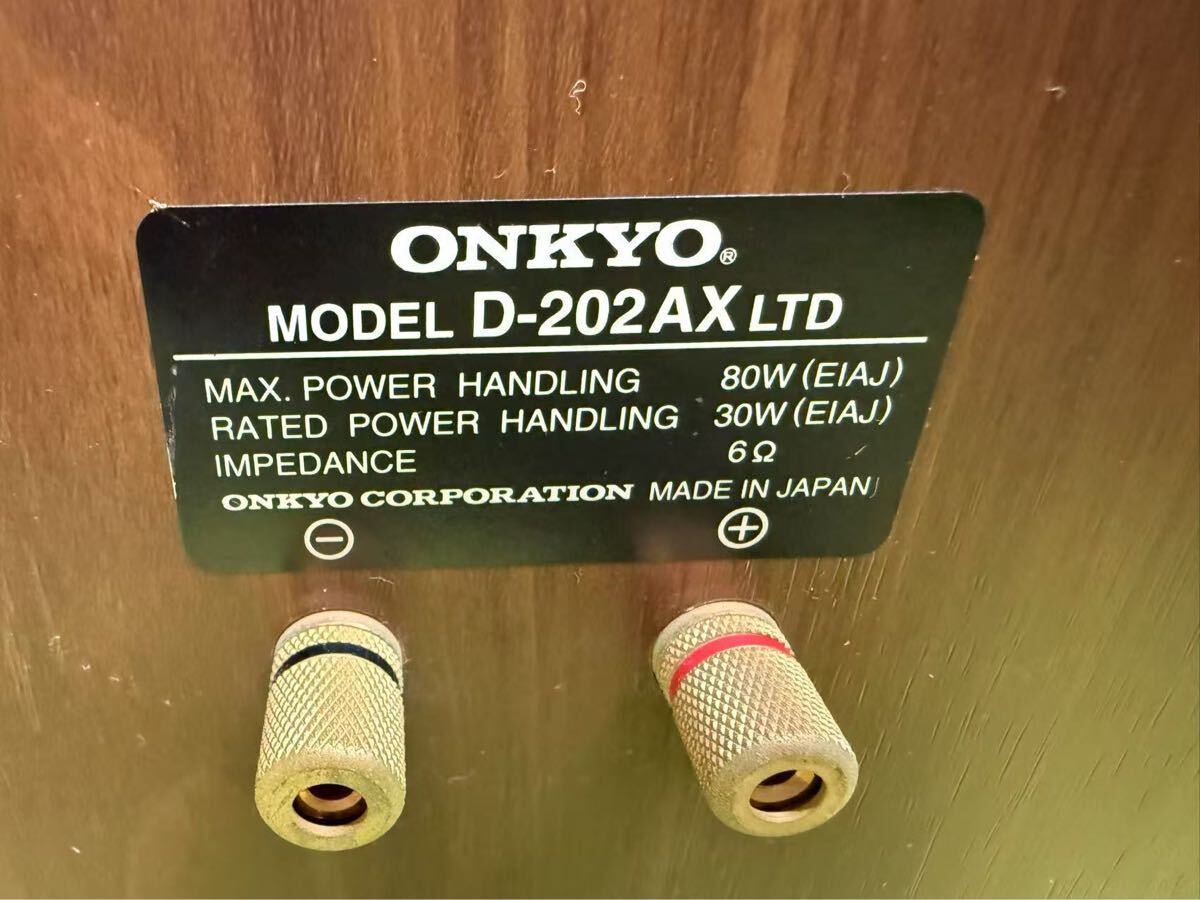 ONKYO®
MODEL D-202AX LTD
MAX. POWER HANDLING 80W (EIAJ)
RATED POWER HANDLING 30W (EIAJ)
IMPEDANCE 6Ω
ONKYO CORPORATION MADE IN JAPAN
⊖ ⊕